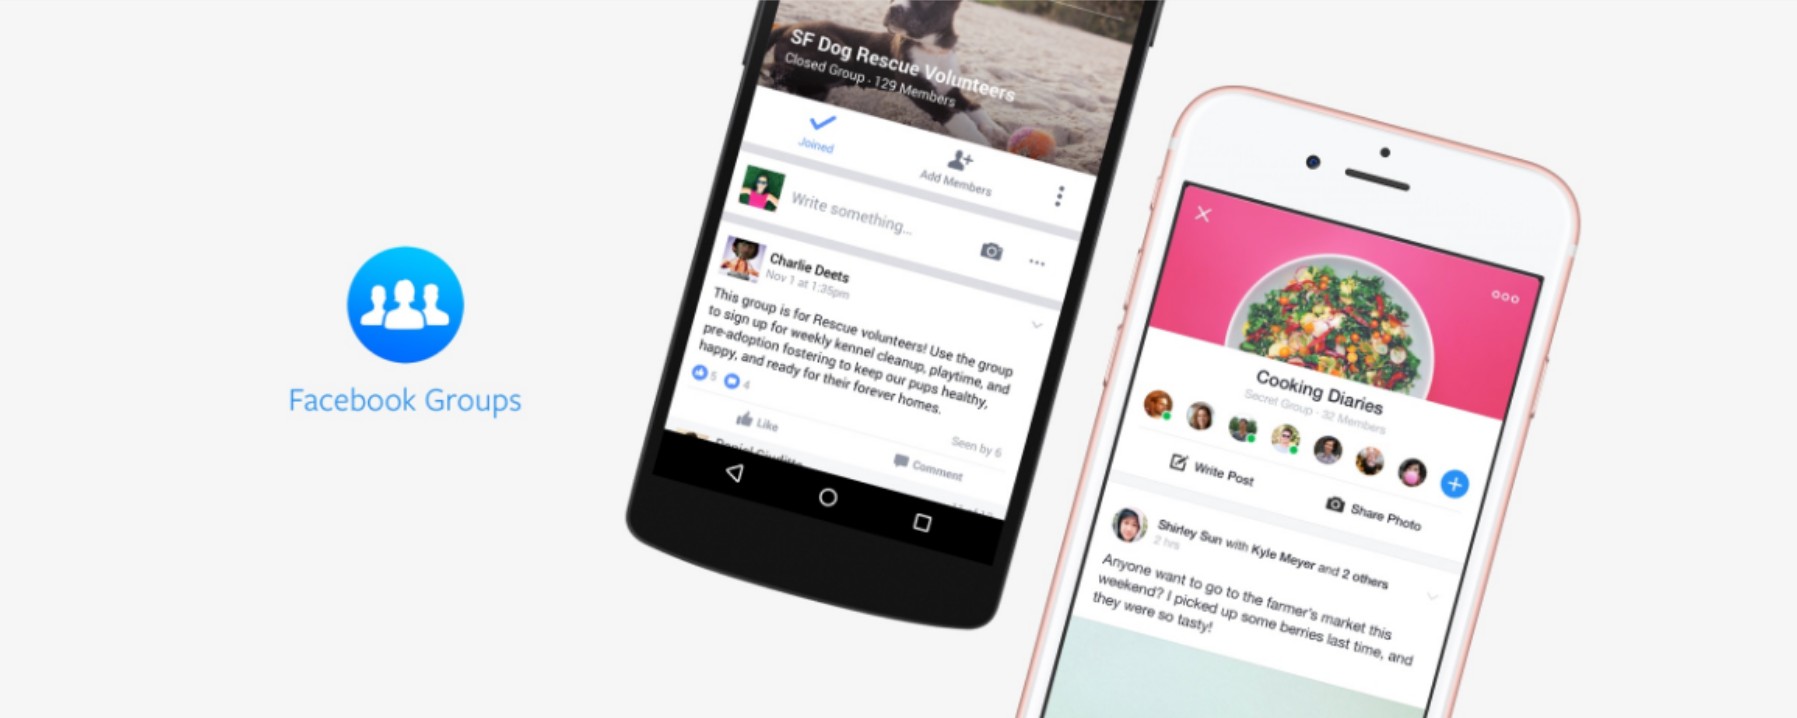 Facebook Groups
SF Dog Rescue Volunteers
Closed Group · 129 Members
Joined
Add Members
Write something...
Charlie Deets
Nov 1 at 1:35pm
This group is for Rescue volunteers! Use the group
to sign up for weekly kennel cleanup, playtime, and
pre-adoption fostering to keep our pups healthy,
happy, and ready for their forever homes.
5 4
Seen by 6
Like
Comment
Cooking Diaries
Secret Group · 32 Members
Write Post
Share Photo
Shirley Sun with Kyle Meyer and 2 others
2 hrs
Anyone want to go to the farmer's market this
weekend? I picked up some berries last time, and
they were so tasty!